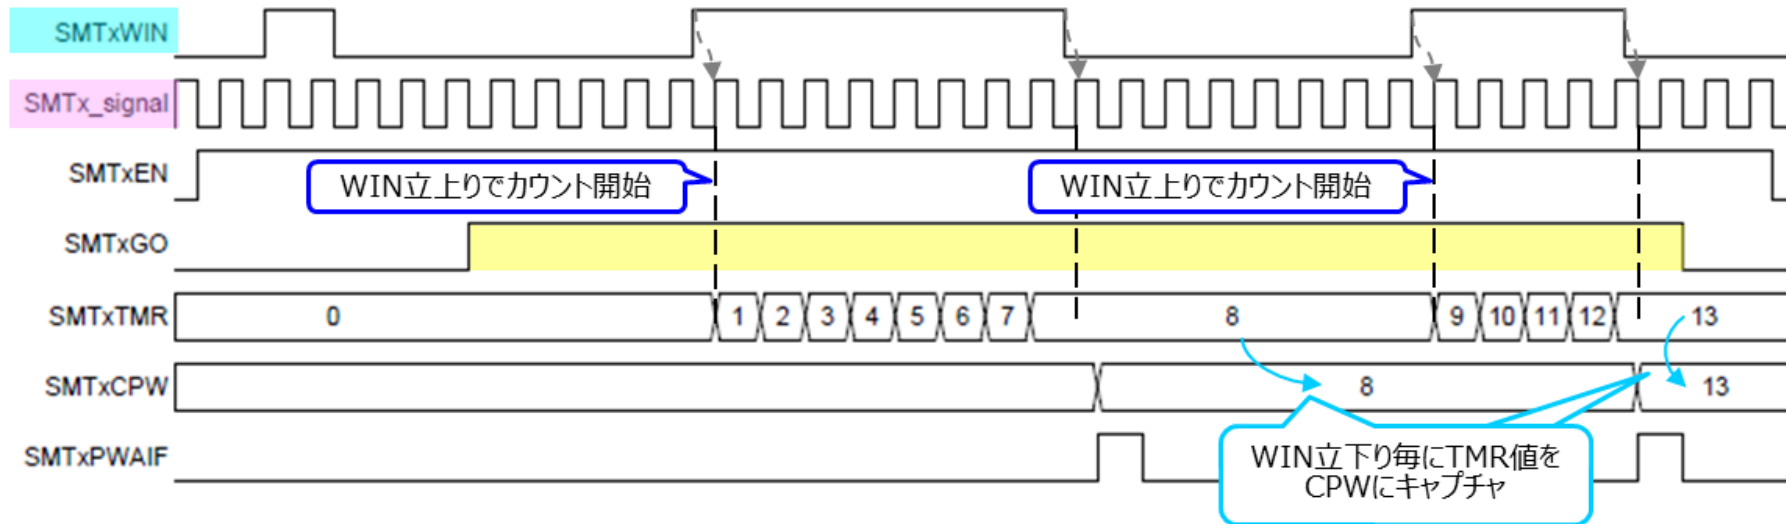 SMTxWIN
SMTx_signal
SMTxEN
WIN立上りでカウント開始
WIN立上りでカウント開始
SMTxGO
SMTxTMR
0
1
2
3
4
5
6
7
8
9
10
11
12
13
SMTxCPW
8
13
SMTxPWAIF
WIN立下り毎にTMR値を
CPWにキャプチャ